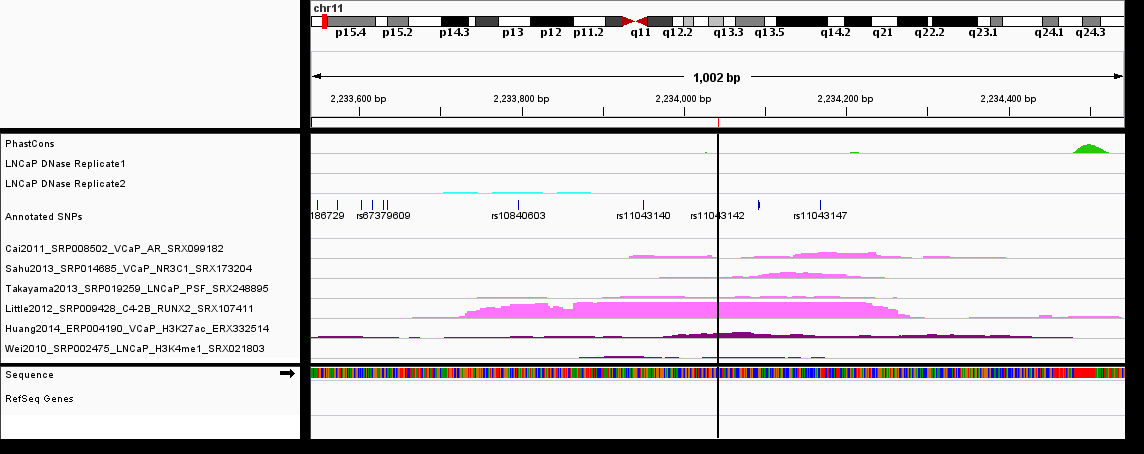 chr11
p15.4 p15.2 p14.3 p13 p12 p11.2 q11 q12.2 q13.3 q13.5 q14.2 q21 q22.2 q23.1 q24.1 q24.3
1,002 bp
2,233,600 bp 2,233,800 bp 2,234,000 bp 2,234,200 bp 2,234,400 bp
PhastCons
LNCaP DNase Replicate1
LNCaP DNase Replicate2
Annotated SNPs
186729 rs67379609 rs10840603 rs11043140 rs11043142 rs11043147
Cai2011_SRP008502_VCaP_AR_SRX099182
Sahu2013_SRP014685_VCaP_NR3C1_SRX173204
Takayama2013_SRP019259_LNCaP_PSF_SRX248895
Little2012_SRP009428_C4-2B_RUNX2_SRX107411
Huang2014_ERP004190_VCaP_H3K27ac_ERX332514
Wei2010_SRP002475_LNCaP_H3K4me1_SRX021803
Sequence
RefSeq Genes